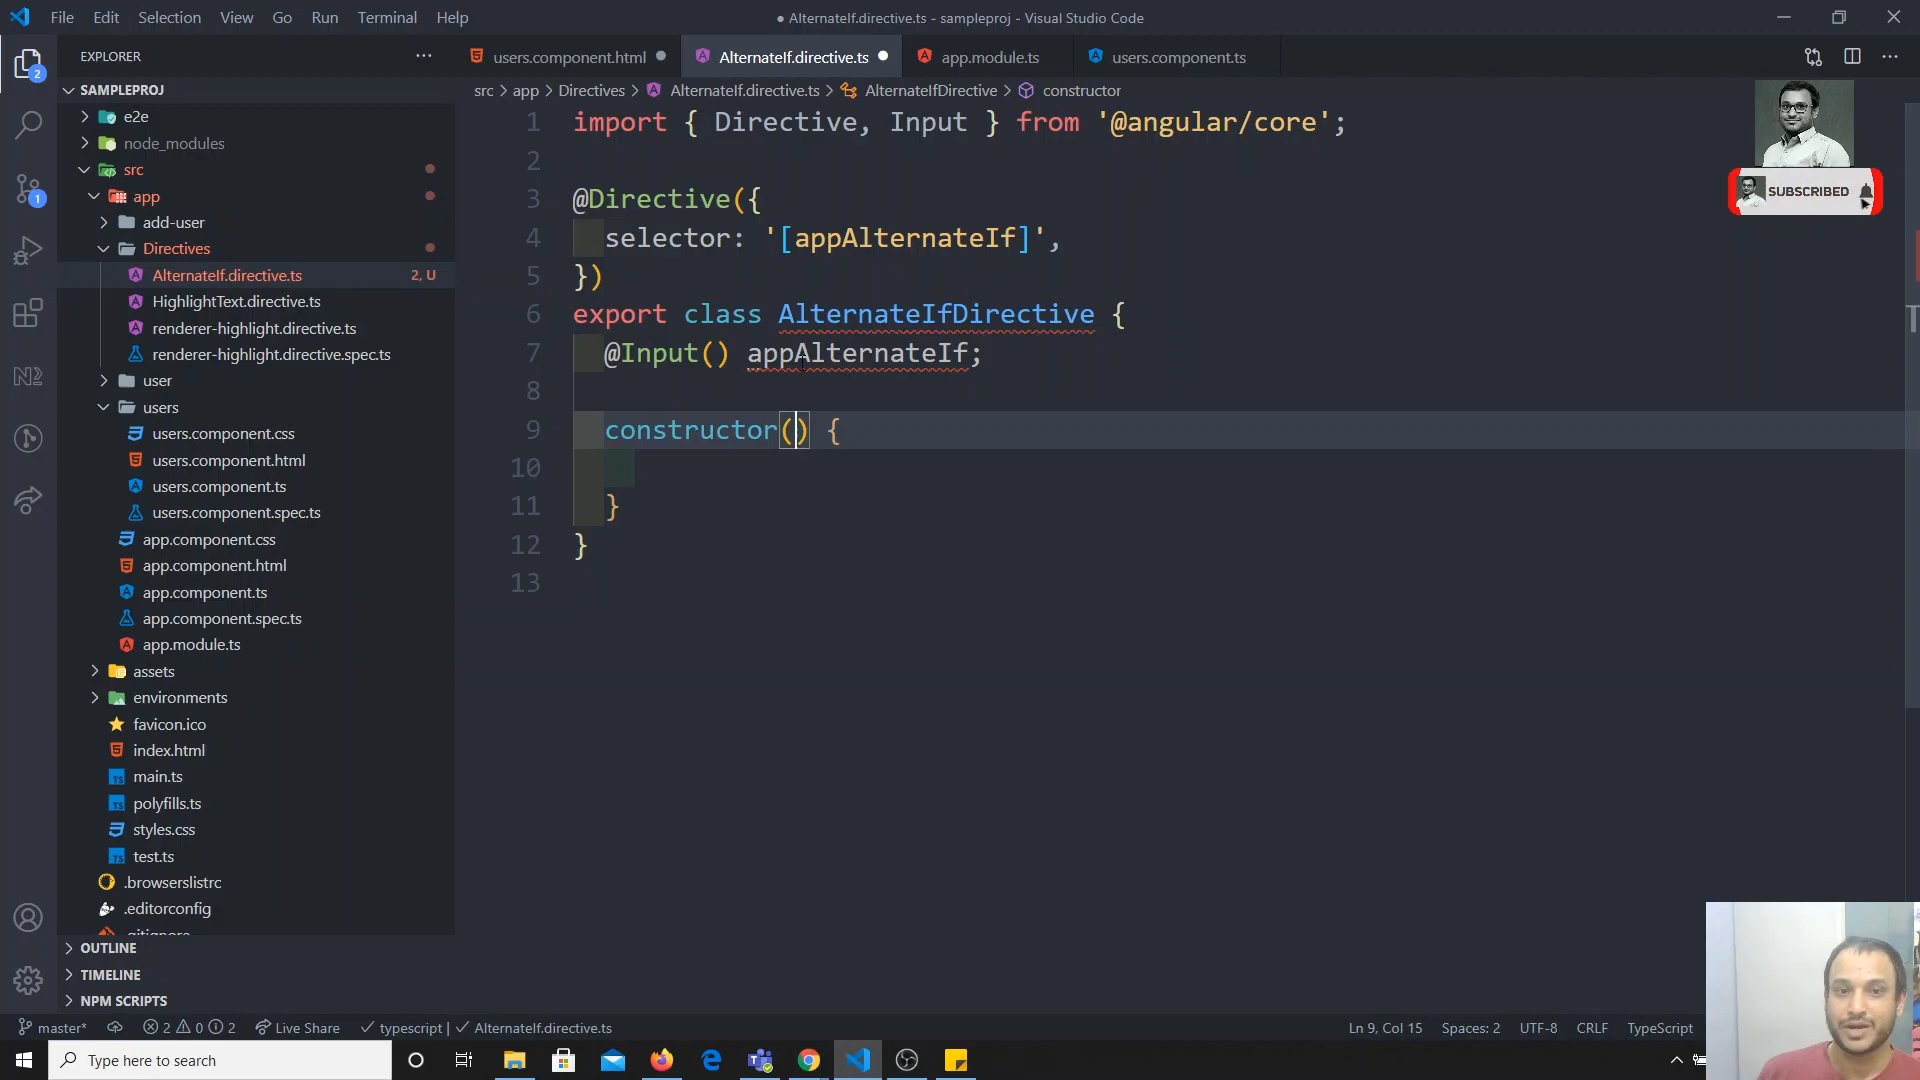 File Edit Selection View Go Run Terminal Help
● AlternateIf.directive.ts - sampleproj - Visual Studio Code
EXPLORER
users.component.html
AlternateIf.directive.ts
app.module.ts
users.component.ts
SAMPLEPROJ
src > app > Directives > AlternateIf.directive.ts > AlternateIfDirective > constructor
e2e
node_modules
src
app
add-user
Directives
AlternateIf.directive.ts 2, U
HighlightText.directive.ts
renderer-highlight.directive.ts
renderer-highlight.directive.spec.ts
user
users
users.component.css
users.component.html
users.component.ts
users.component.spec.ts
app.component.css
app.component.html
app.component.ts
app.component.spec.ts
app.module.ts
assets
environments
favicon.ico
index.html
main.ts
polyfills.ts
styles.css
test.ts
.browserslistrc
.editorconfig
.gitignore
OUTLINE
TIMELINE
NPM SCRIPTS
2
1
1 import { Directive, Input } from '@angular/core';
2
3 @Directive({
4 selector: '[appAlternateIf]',
5 })
6 export class AlternateIfDirective {
7 @Input() appAlternateIf;
8
9 constructor() {
10
11 }
12 }
13
SUBSCRIBED
master* 2 0 2 Live Share typescript | AlternateIf.directive.ts
Ln 9, Col 15 Spaces: 2 UTF-8 CRLF TypeScript
Type here to search